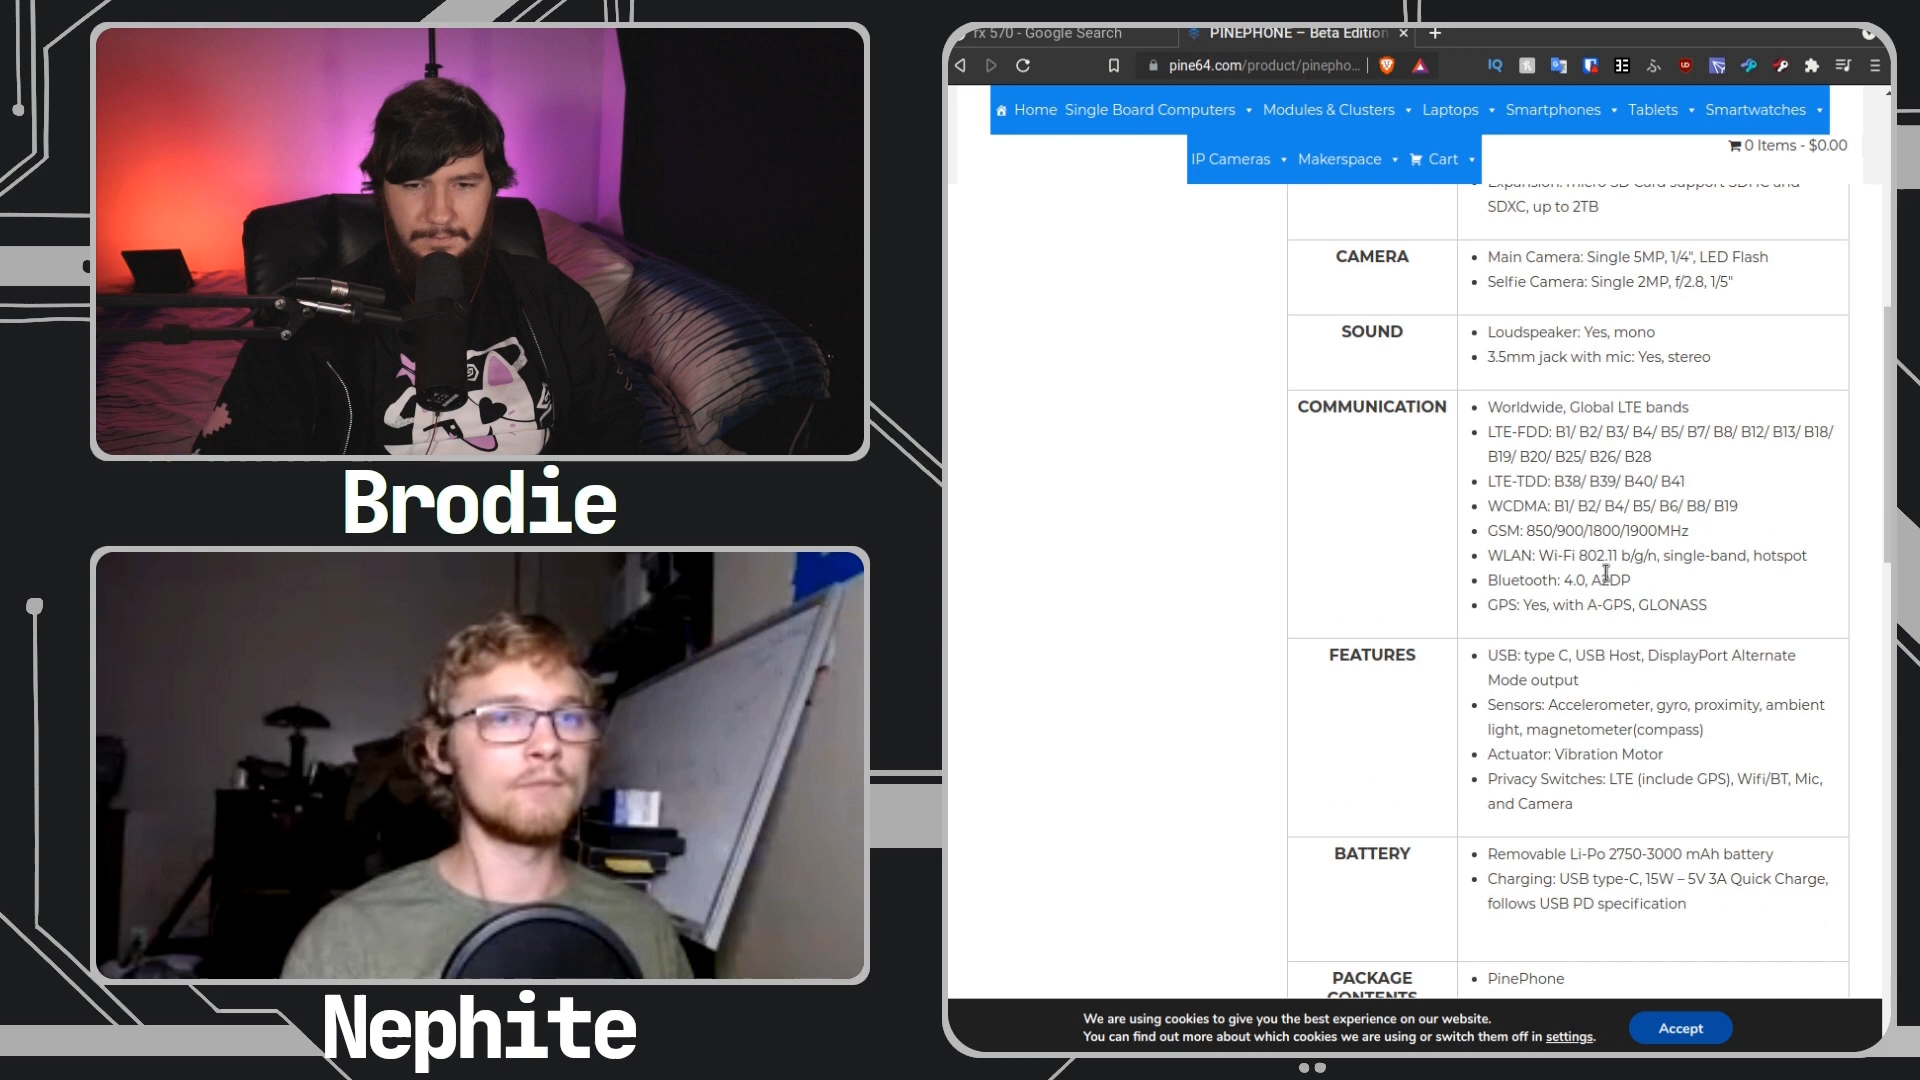 rx 570 - Google Search
PINEPHONE – Beta Edition
pine64.com/product/pinepho...
IQ
Home Single Board Computers Modules & Clusters Laptops Smartphones Tablets Smartwatches
IP Cameras Makerspace Cart
0 Items - $0.00
Expansion: micro SD Card support SDHC and
SDXC, up to 2TB
CAMERA
Main Camera: Single 5MP, 1/4", LED Flash
Selfie Camera: Single 2MP, f/2.8, 1/5"
SOUND
Loudspeaker: Yes, mono
3.5mm jack with mic: Yes, stereo
COMMUNICATION
Worldwide, Global LTE bands
LTE-FDD: B1/ B2/ B3/ B4/ B5/ B7/ B8/ B12/ B13/ B18/
B19/ B20/ B25/ B26/ B28
LTE-TDD: B38/ B39/ B40/ B41
WCDMA: B1/ B2/ B4/ B5/ B6/ B8/ B19
GSM: 850/900/1800/1900MHz
WLAN: Wi-Fi 802.11 b/g/n, single-band, hotspot
Bluetooth: 4.0, A2DP
GPS: Yes, with A-GPS, GLONASS
FEATURES
USB: type C, USB Host, DisplayPort Alternate
Mode output
Sensors: Accelerometer, gyro, proximity, ambient
light, magnetometer(compass)
Actuator: Vibration Motor
Privacy Switches: LTE (include GPS), Wifi/BT, Mic,
and Camera
BATTERY
Removable Li-Po 2750-3000 mAh battery
Charging: USB type-C, 15W – 5V 3A Quick Charge,
follows USB PD specification
PACKAGE
CONTENTS
PinePhone
We are using cookies to give you the best experience on our website.
You can find out more about which cookies we are using or switch them off in settings.
Accept
Brodie
Nephite